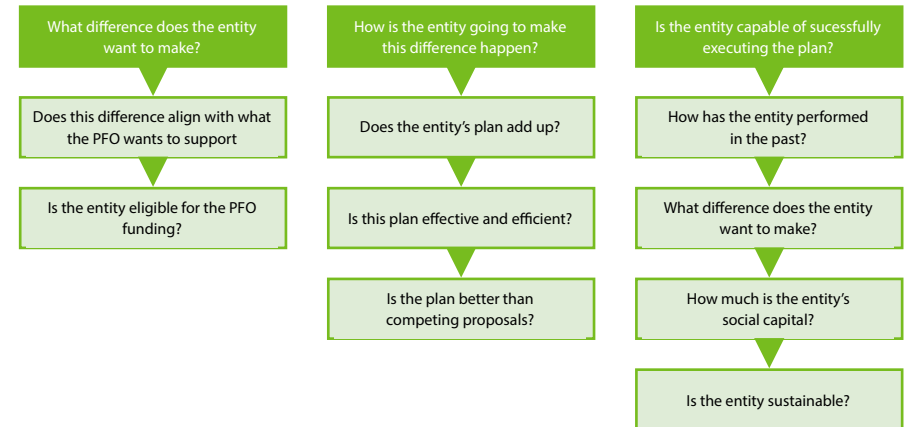 What difference does the entity
want to make?
Does this difference align with what
the PFO wants to support
Is the entity eligible for the PFO
funding?
How is the entity going to make
this difference happen?
Does the entity's plan add up?
Is this plan effective and efficient?
Is the plan better than
competing proposals?
Is the entity capable of sucessfully
executing the plan?
How has the entity performed
in the past?
What difference does the entity
want to make?
How much is the entity's
social capital?
Is the entity sustainable?